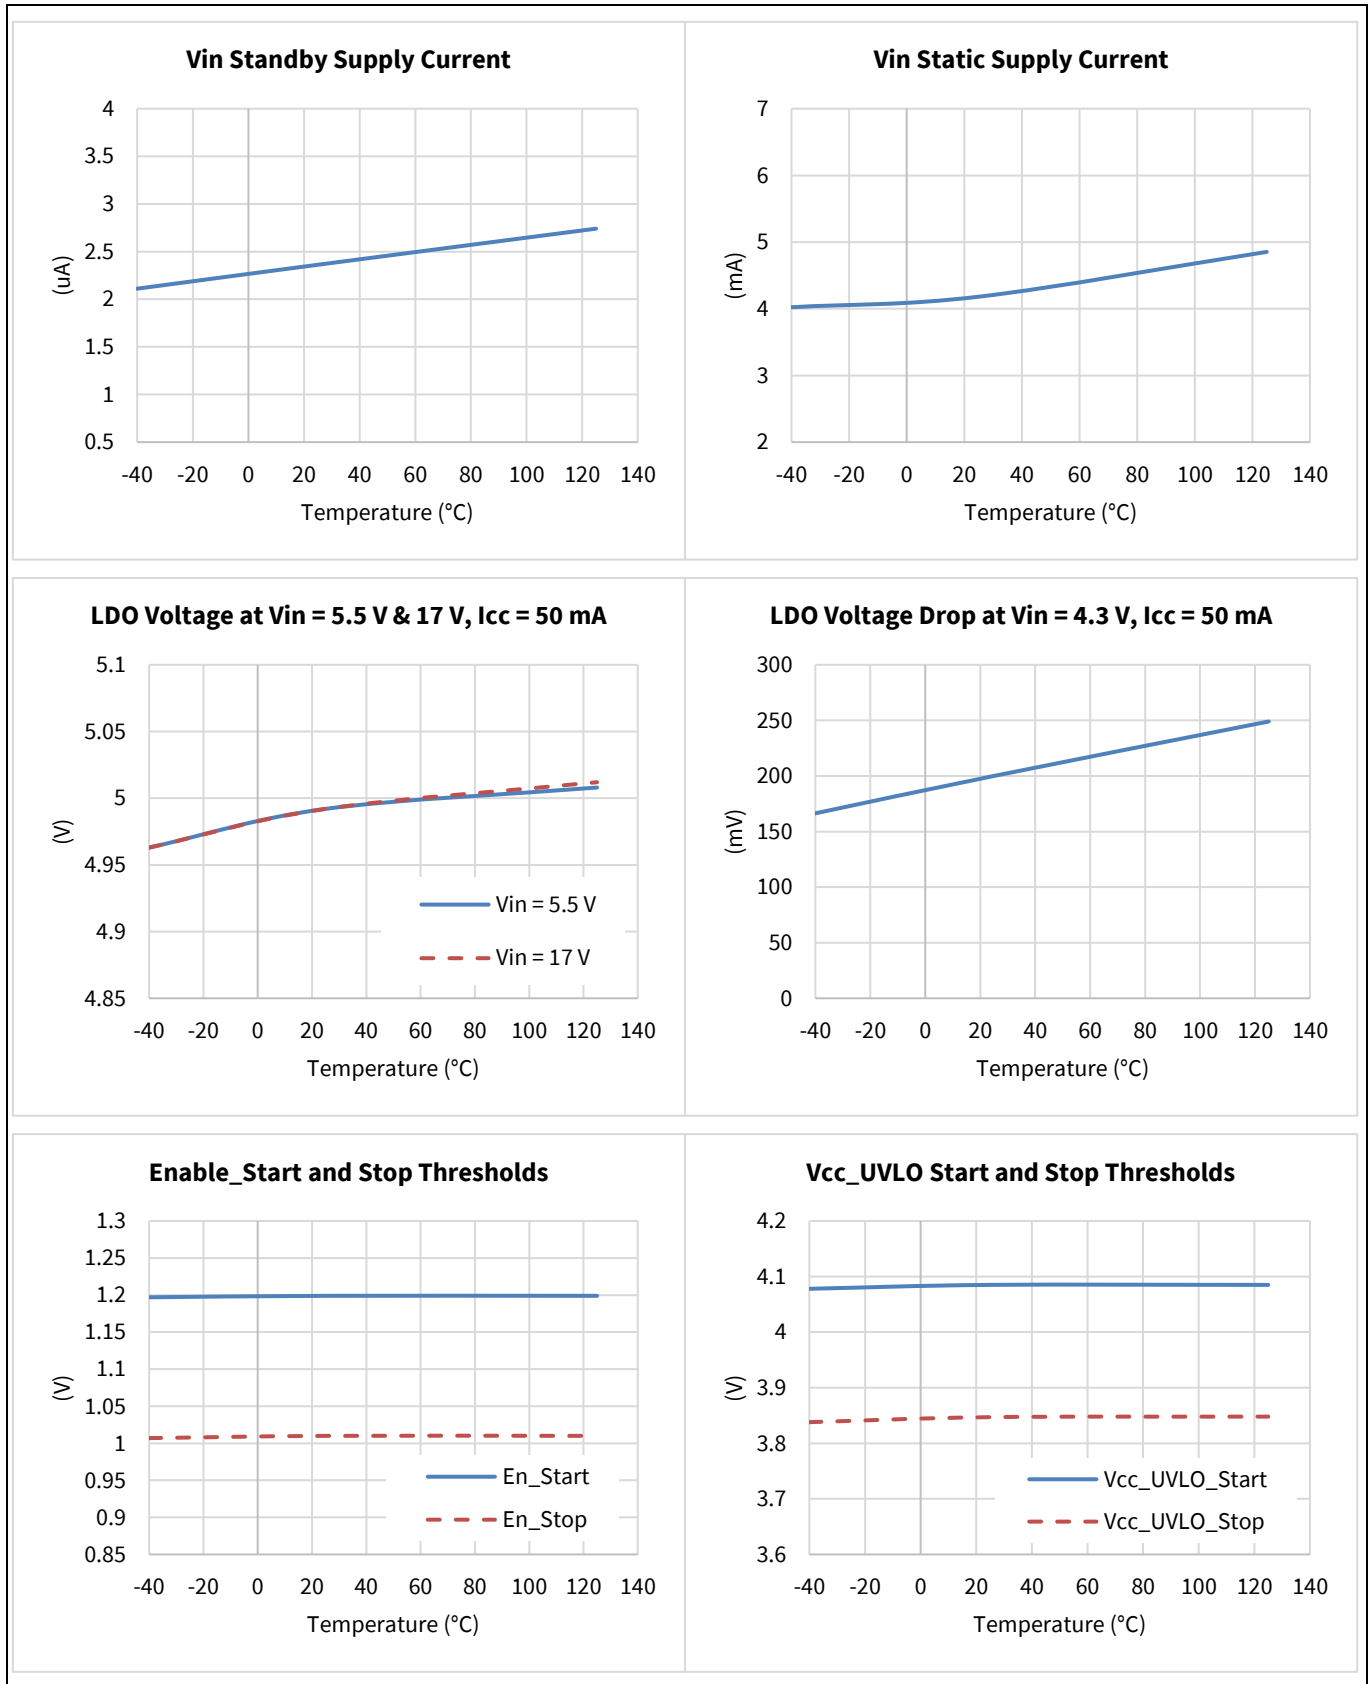 Vin Standby Supply Current
4
3.5
3
2.5
2
1.5
1
0.5
(uA)
-40 -20 0 20 40 60 80 100 120 140
Temperature (°C)
Vin Static Supply Current
7
6
5
4
3
2
(mA)
-40 -20 0 20 40 60 80 100 120 140
Temperature (°C)
LDO Voltage at Vin = 5.5 V & 17 V, Icc = 50 mA
5.1
5.05
5
4.95
4.9
4.85
(V)
Vin = 5.5 V
Vin = 17 V
-40 -20 0 20 40 60 80 100 120 140
Temperature (°C)
LDO Voltage Drop at Vin = 4.3 V, Icc = 50 mA
300
250
200
150
100
50
0
(mV)
-40 -20 0 20 40 60 80 100 120 140
Temperature (°C)
Enable_Start and Stop Thresholds
1.3
1.25
1.2
1.15
1.1
1.05
1
0.95
0.9
0.85
(V)
En_Start
En_Stop
-40 -20 0 20 40 60 80 100 120 140
Temperature (°C)
Vcc_UVLO Start and Stop Thresholds
4.2
4.1
4
3.9
3.8
3.7
3.6
(V)
Vcc_UVLO_Start
Vcc_UVLO_Stop
-40 -20 0 20 40 60 80 100 120 140
Temperature (°C)